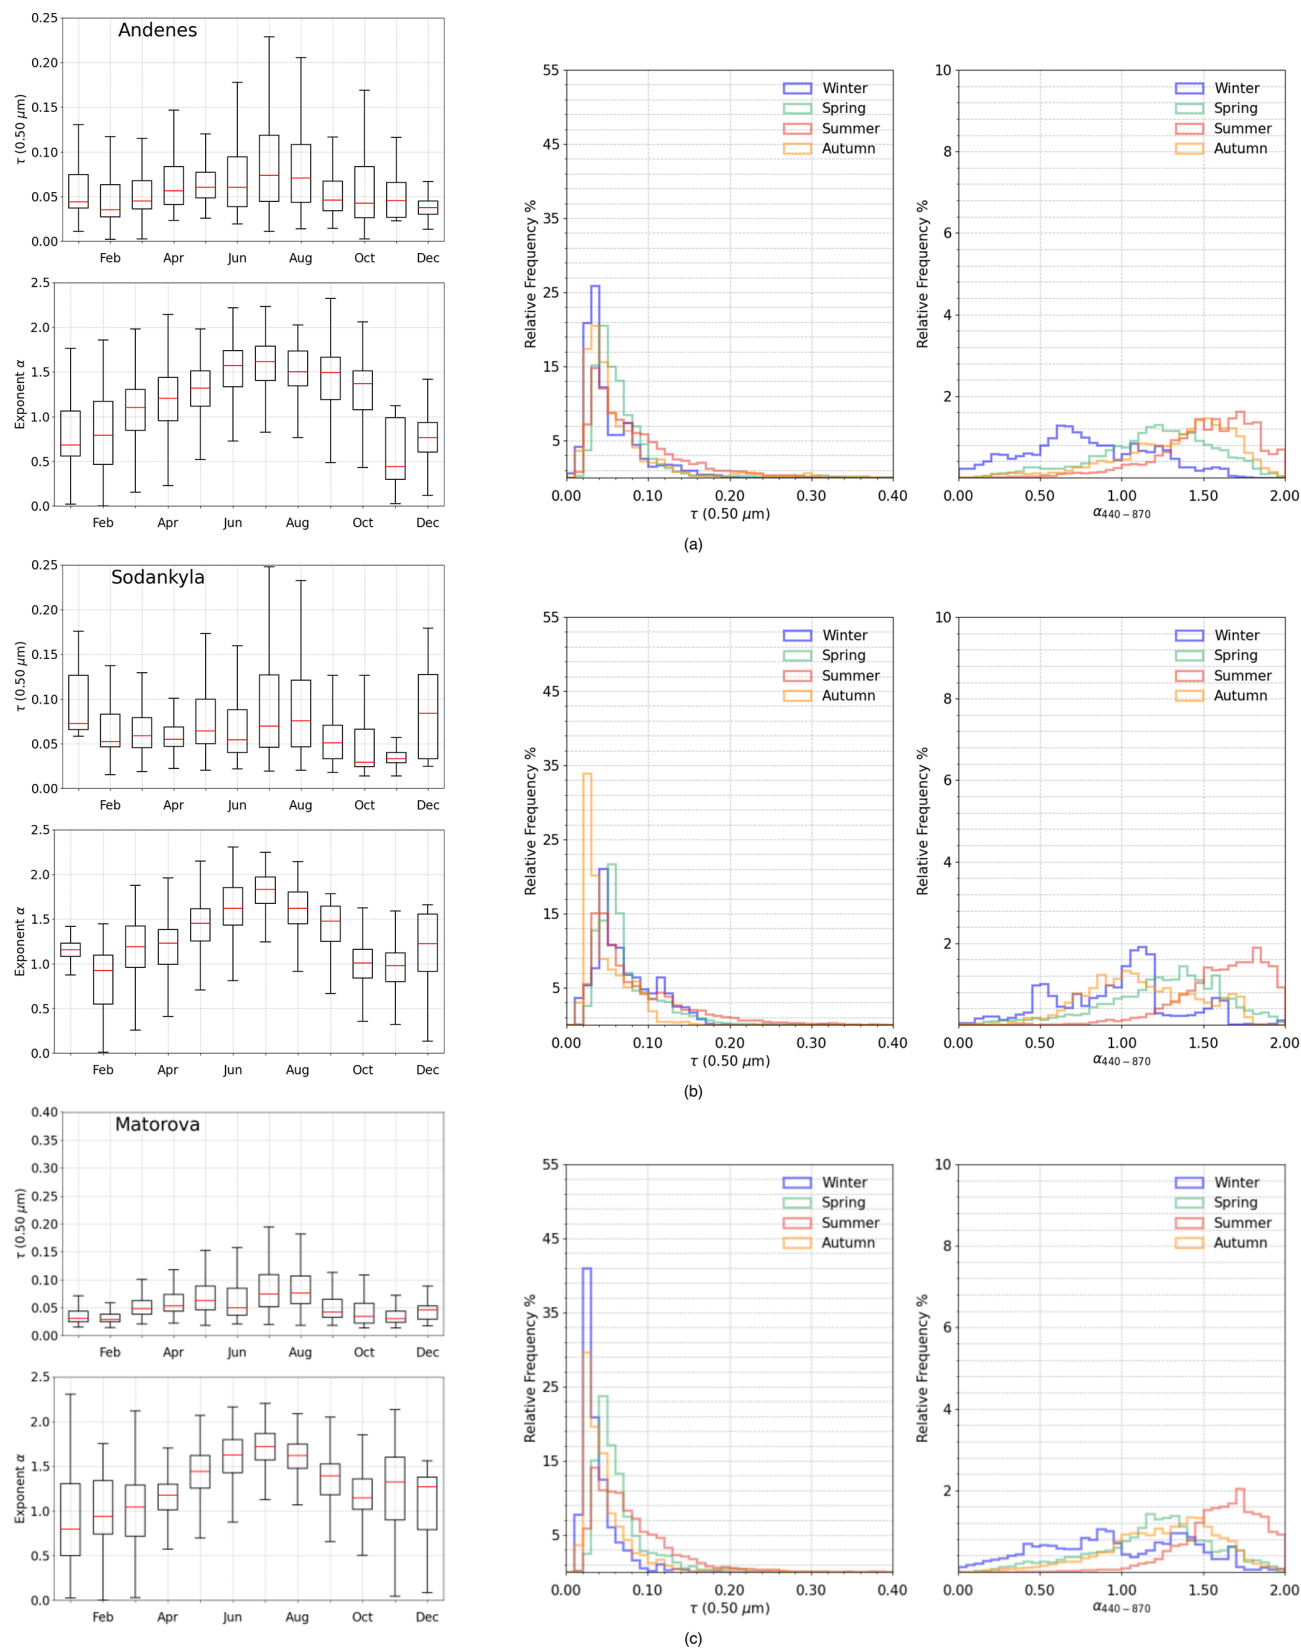 Andenes
τ (0.50 μm)
0.25
0.20
0.15
0.10
0.05
0.00
Feb Apr Jun Aug Oct Dec
Exponent α
2.5
2.0
1.5
1.0
0.5
0.0
Feb Apr Jun Aug Oct Dec
Relative Frequency %
55
45
35
25
15
5
Winter
Spring
Summer
Autumn
0.00 0.10 0.20 0.30 0.40
τ (0.50 μm)
Relative Frequency %
10
8
6
4
2
Winter
Spring
Summer
Autumn
0.00 0.50 1.00 1.50 2.00
α440−870
(a)
Sodankyla
τ (0.50 μm)
0.25
0.20
0.15
0.10
0.05
0.00
Feb Apr Jun Aug Oct Dec
Exponent α
2.5
2.0
1.5
1.0
0.5
0.0
Feb Apr Jun Aug Oct Dec
Relative Frequency %
55
45
35
25
15
5
Winter
Spring
Summer
Autumn
0.00 0.10 0.20 0.30 0.40
τ (0.50 μm)
Relative Frequency %
10
8
6
4
2
Winter
Spring
Summer
Autumn
0.00 0.50 1.00 1.50 2.00
α440−870
(b)
Matorova
τ (0.50 μm)
0.40
0.35
0.30
0.25
0.20
0.15
0.10
0.05
0.00
Feb Apr Jun Aug Oct Dec
Exponent α
2.5
2.0
1.5
1.0
0.5
0.0
Feb Apr Jun Aug Oct Dec
Relative Frequency %
55
45
35
25
15
5
Winter
Spring
Summer
Autumn
0.00 0.10 0.20 0.30 0.40
τ (0.50 μm)
Relative Frequency %
10
8
6
4
2
Winter
Spring
Summer
Autumn
0.00 0.50 1.00 1.50 2.00
α440−870
(c)